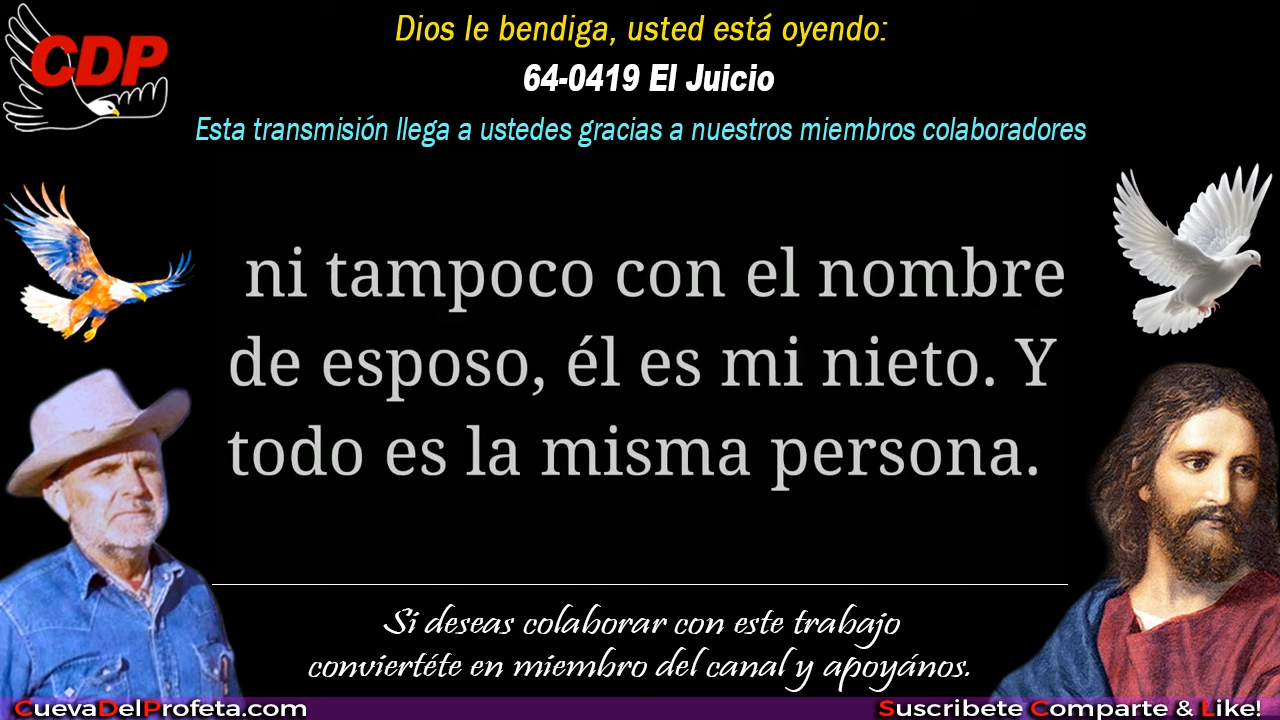 CDP
Dios le bendiga, usted está oyendo:
64-0419 El Juicio
Esta transmisión llega a ustedes gracias a nuestros miembros colaboradores
ni tampoco con el nombre
de esposo, él es mi nieto. Y
todo es la misma persona.
Si deseas colaborar con este trabajo
conviertéte en miembro del canal y apoyános.
CuevaDelProfeta.com
Suscribete Comparte & Like!